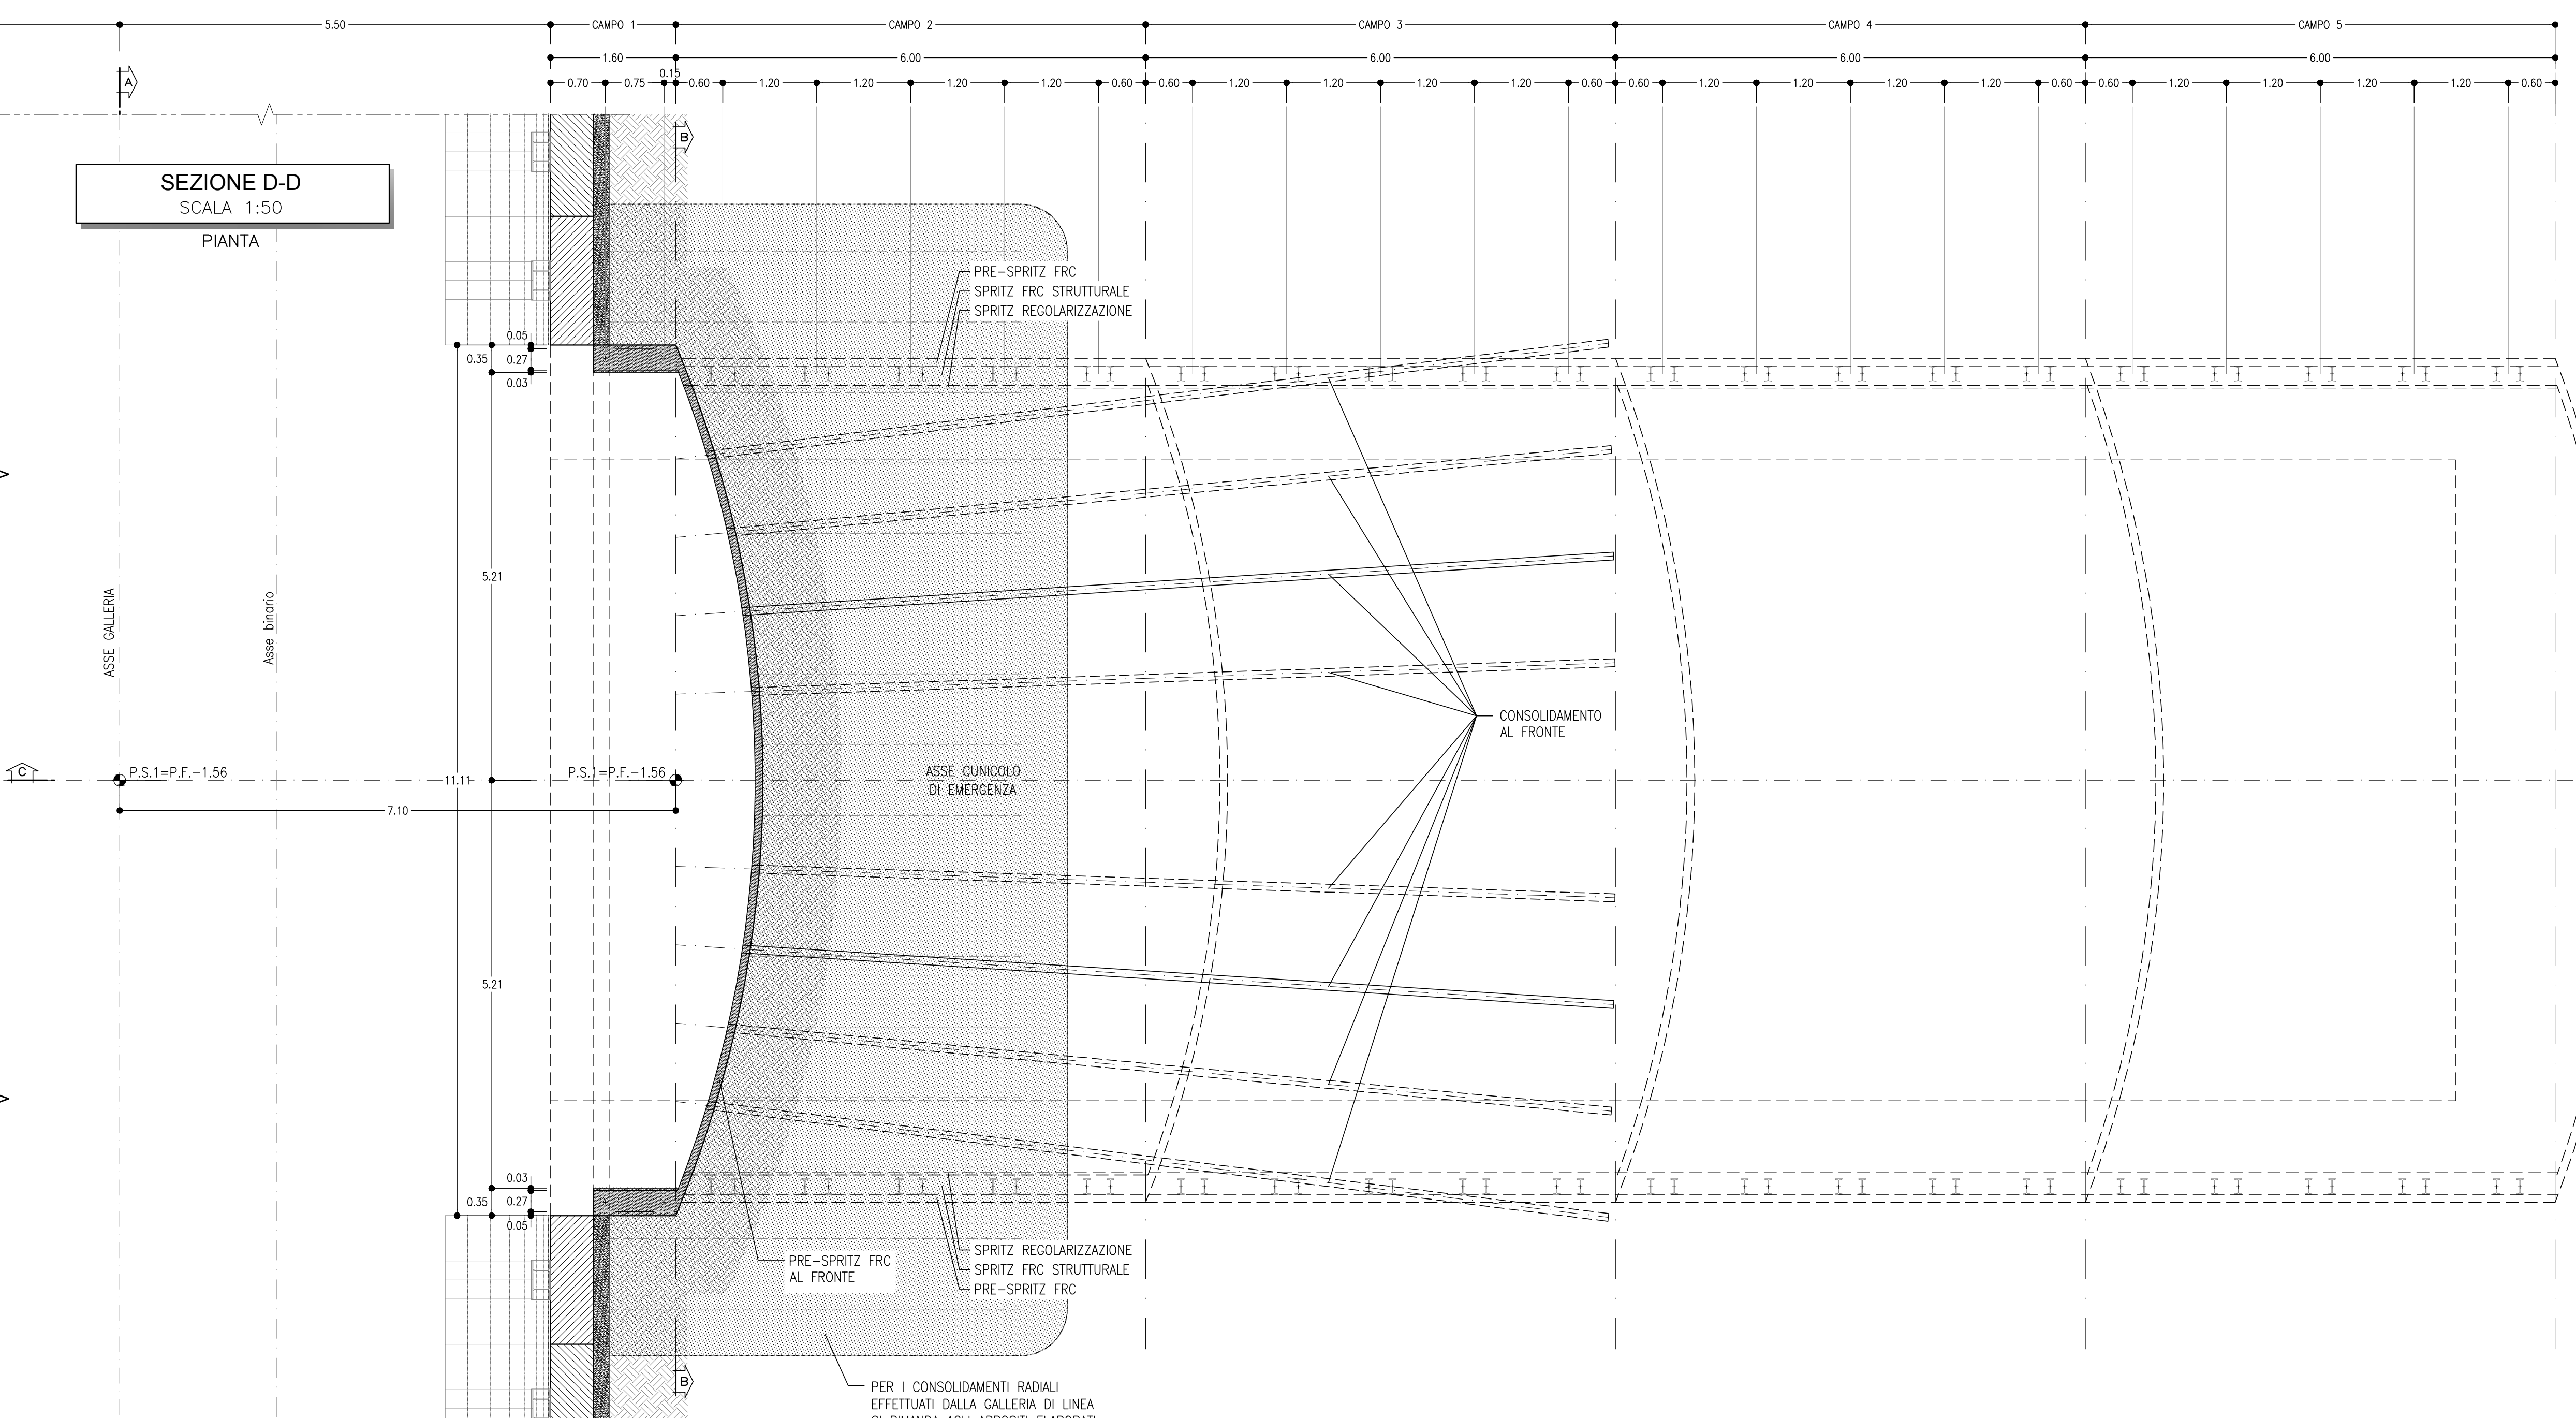 5.50
CAMPO 1
CAMPO 2
CAMPO 3
CAMPO 4
CAMPO 5
1.60
6.00
6.00
6.00
6.00
0.70
0.75
0.15
0.60
1.20
1.20
1.20
1.20
0.60
0.60
1.20
1.20
1.20
1.20
0.60
0.60
1.20
1.20
1.20
1.20
0.60
0.60
1.20
1.20
1.20
1.20
0.60
A
B
SEZIONE D-D
SCALA 1:50
PIANTA
PRE-SPRITZ FRC
SPRITZ FRC STRUTTURALE
SPRITZ REGOLARIZZAZIONE
0.05
0.35
0.27
0.03
5.21
ASSE GALLERIA
Asse binario
CONSOLIDAMENTO
AL FRONTE
C
P.S.1=P.F.-1.56
11.11
P.S.1=P.F.-1.56
ASSE CUNICOLO
DI EMERGENZA
7.10
5.21
0.03
0.35
0.27
0.05
PRE-SPRITZ FRC
AL FRONTE
SPRITZ REGOLARIZZAZIONE
SPRITZ FRC STRUTTURALE
PRE-SPRITZ FRC
B
PER I CONSOLIDAMENTI RADIALI
EFFETTUATI DALLA GALLERIA DI LINEA
SI RIMANDA AGLI APPOSITI ELABORATI